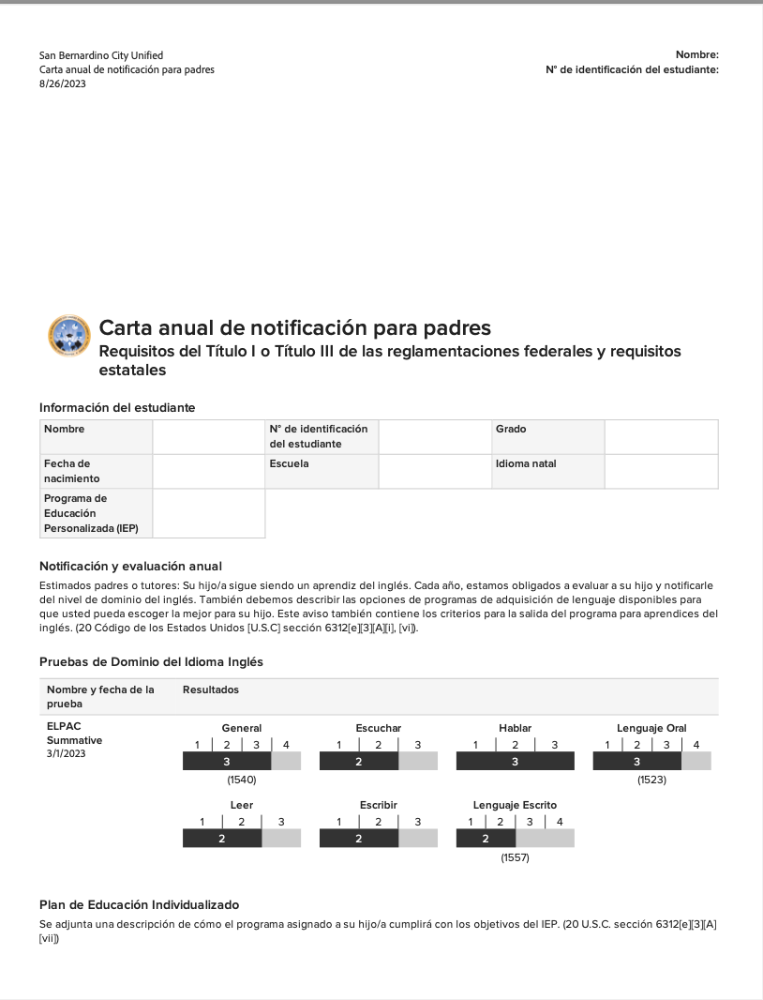 San Bernardino City Unified
Carta anual de notificación para padres
8/26/2023
Nombre:
N° de identificación del estudiante:
Carta anual de notificación para padres
Requisitos del Título I o Título III de las reglamentaciones federales y requisitos
estatales
Información del estudiante
Nombre
N° de identificación
del estudiante
Grado
Fecha de
nacimiento
Escuela
Idioma natal
Programa de
Educación
Personalizada (IEP)
Notificación y evaluación anual
Estimados padres o tutores: Su hijo/a sigue siendo un aprendiz del inglés. Cada año, estamos obligados a evaluar a su hijo y notificarle
del nivel de dominio del inglés. También debemos describir las opciones de programas de adquisición de lenguaje disponibles para
que usted pueda escoger la mejor para su hijo. Este aviso también contiene los criterios para la salida del programa para aprendices del
inglés. (20 Código de los Estados Unidos [U.S.C] sección 6312[e][3][A][i], [vi]).
Pruebas de Dominio del Idioma Inglés
Nombre y fecha de la
prueba
Resultados
ELPAC
Summative
3/1/2023
General
1 2 3 4
3
(1540)
Escuchar
1 2 3
2
Hablar
1 2 3
3
Lenguaje Oral
1 2 3 4
3
(1523)
Leer
1 2 3
2
Escribir
1 2 3
2
Lenguaje Escrito
1 2 3 4
2
(1557)
Plan de Educación Individualizado
Se adjunta una descripción de cómo el programa asignado a su hijo/a cumplirá con los objetivos del IEP. (20 U.S.C. sección 6312[e][3][A]
[vii])